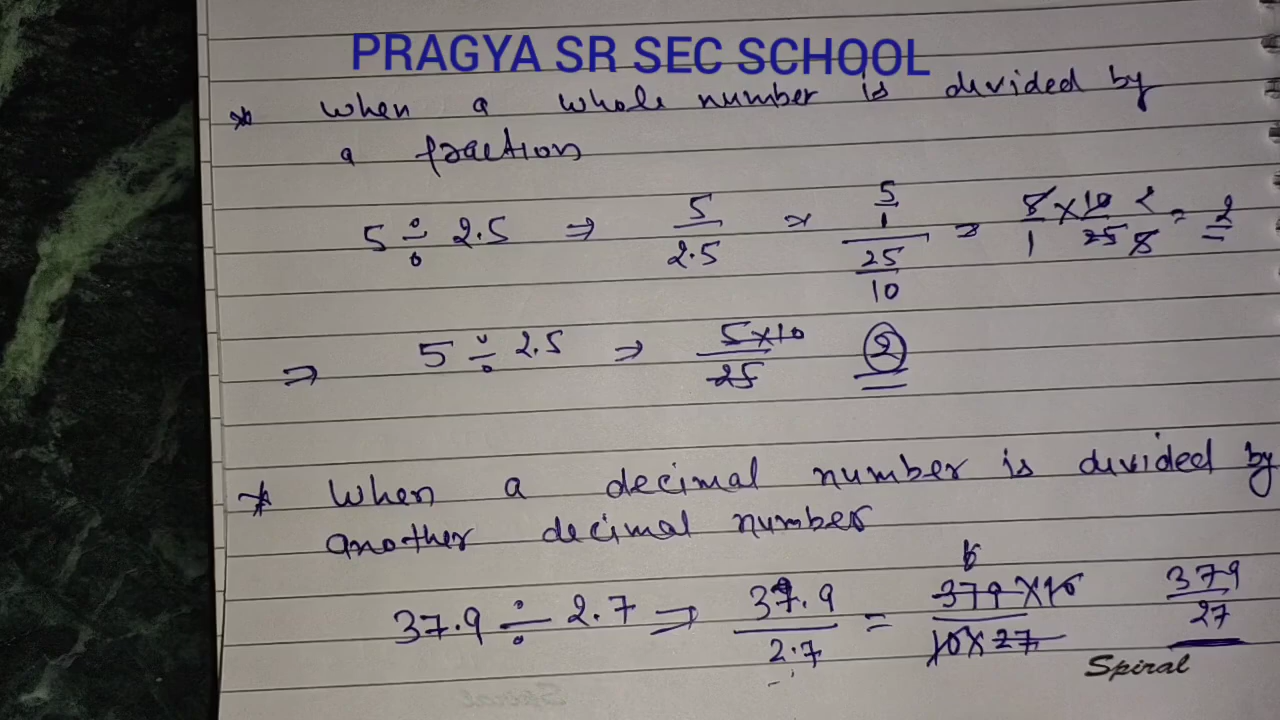 PRAGYA SR SEC SCHOOL
* When a whole number is divided by
a fraction
5 ÷ 2.5 ⇒ 5/2.5 ⇒ (5/1)/(25/10) ⇒ 5/1 × 10/25 2/5 = 2
⇒ 5 ÷ 2.5 ⇒ 5×10/25 2
* When a decimal number is divided by
another decimal number
37.9 ÷ 2.7 ⇒ 37.9/2.7 = 379×10/10×27 379/27
Spiral